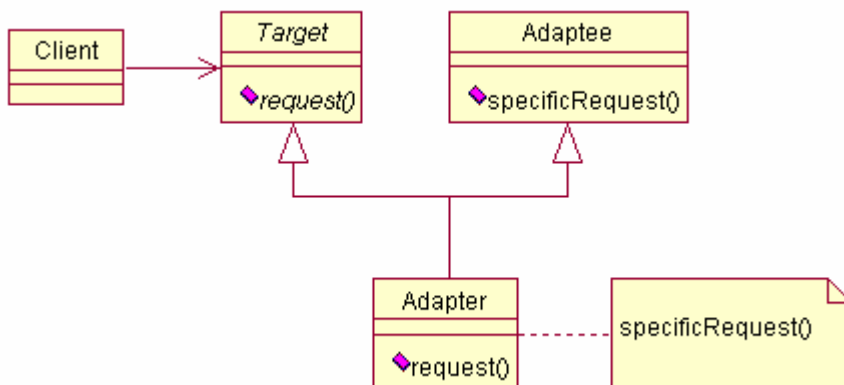 Client
Target
request()
Adaptee
specificRequest()
Adapter
request()
specificRequest()